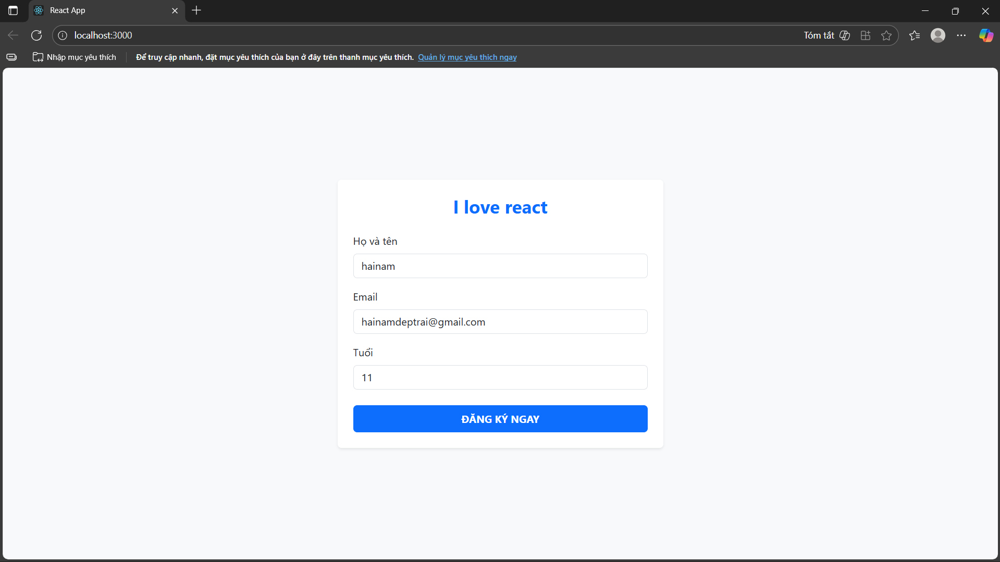 React App
localhost:3000
Tóm tắt
Nhập mục yêu thích
Để truy cập nhanh, đặt mục yêu thích của bạn ở đây trên thanh mục yêu thích. Quản lý mục yêu thích ngay
I love react
Họ và tên
hainam
Email
hainamdeptrai@gmail.com
Tuổi
11
ĐĂNG KÝ NGAY